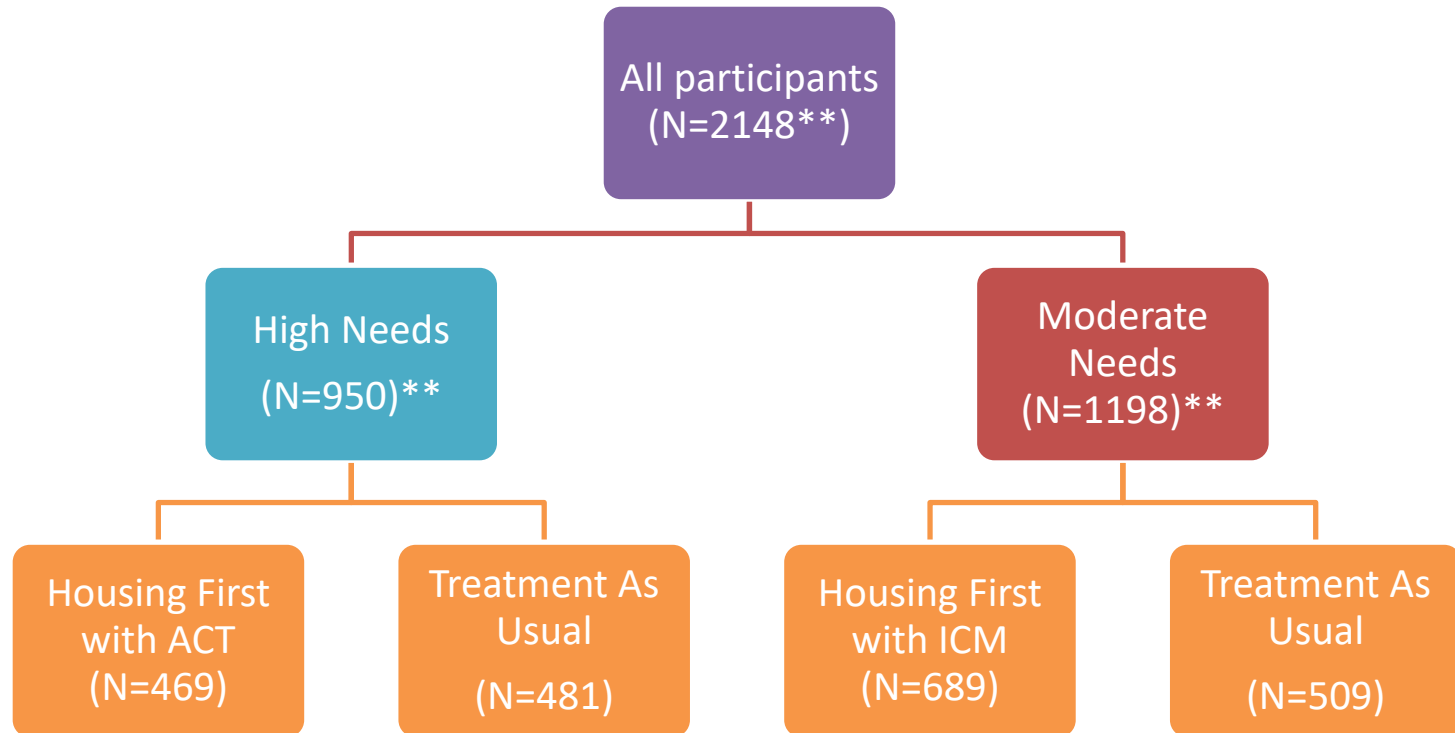 All participants
(N=2148**)
High Needs
(N=950)**
Moderate
Needs
(N=1198)**
Housing First
with ACT
(N=469)
Treatment As
Usual
(N=481)
Housing First
with ICM
(N=689)
Treatment As
Usual
(N=509)